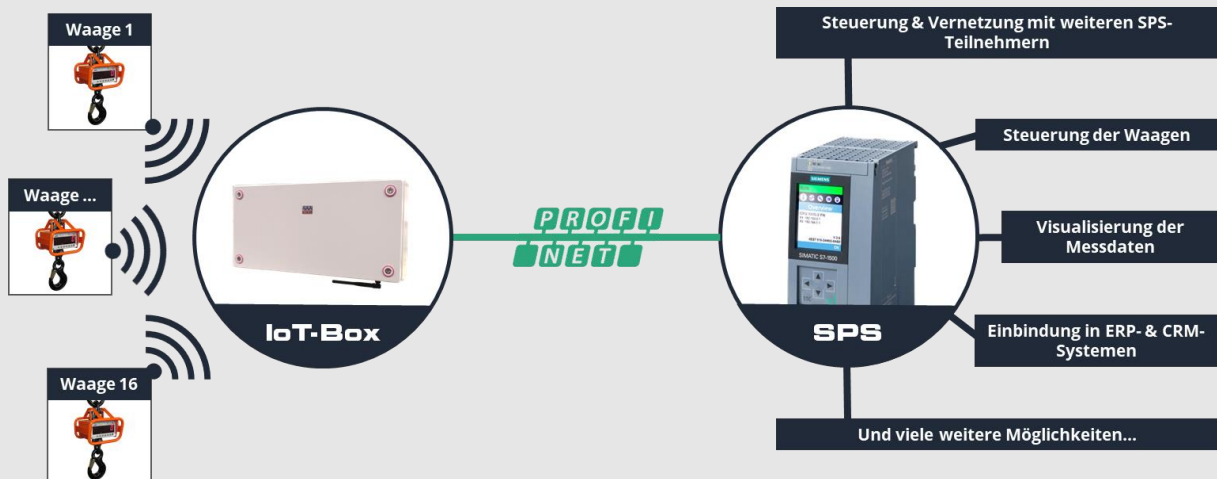 Waage 1
Waage ...
Waage 16
IoT-Box
PROFI
NET
SIEMENS
Overview
SIMATIC S7-1500
SPS
Steuerung & Vernetzung mit weiteren SPS-
Teilnehmern
Steuerung der Waagen
Visualisierung der
Messdaten
Einbindung in ERP- & CRM-
Systemen
Und viele weitere Möglichkeiten...